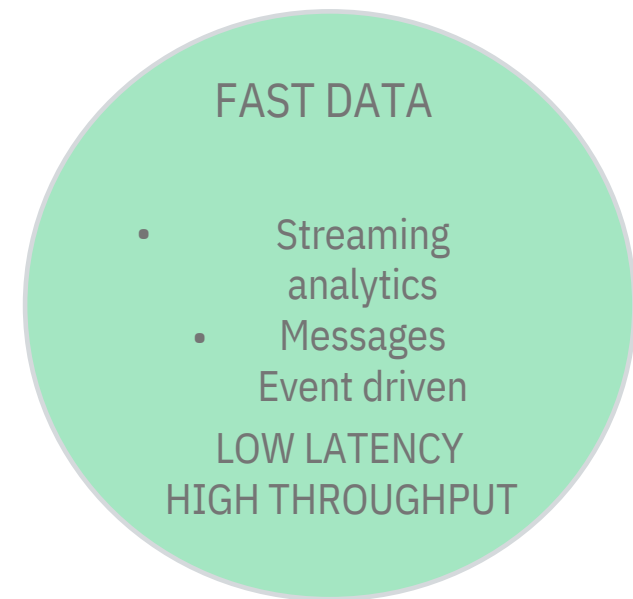 FAST DATA
• Streaming
analytics
• Messages
Event driven
LOW LATENCY
HIGH THROUGHPUT